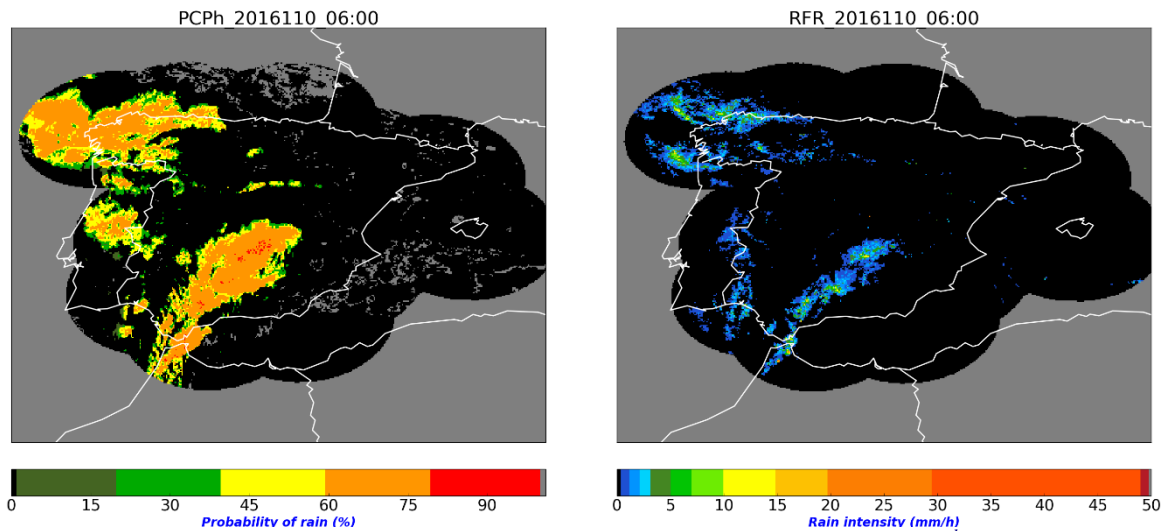 PCPh_2016110_06:00
RFR_2016110_06:00
0 15 30 45 60 75 90
Probability of rain (%)
0 5 10 15 20 25 30 35 40 45 50
Rain intensity (mm/h)